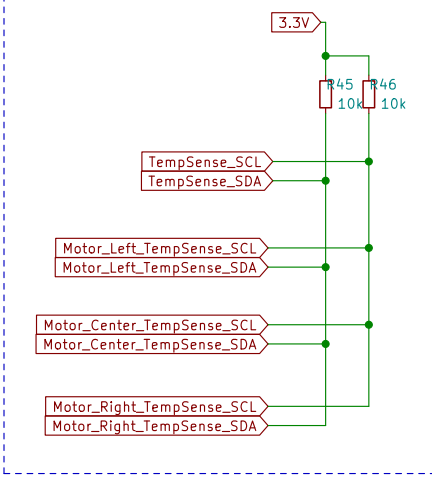 3.3V
R45 R46
10k 10k
TempSense_SCL
TempSense_SDA
Motor_Left_TempSense_SCL
Motor_Left_TempSense_SDA
Motor_Center_TempSense_SCL
Motor_Center_TempSense_SDA
Motor_Right_TempSense_SCL
Motor_Right_TempSense_SDA